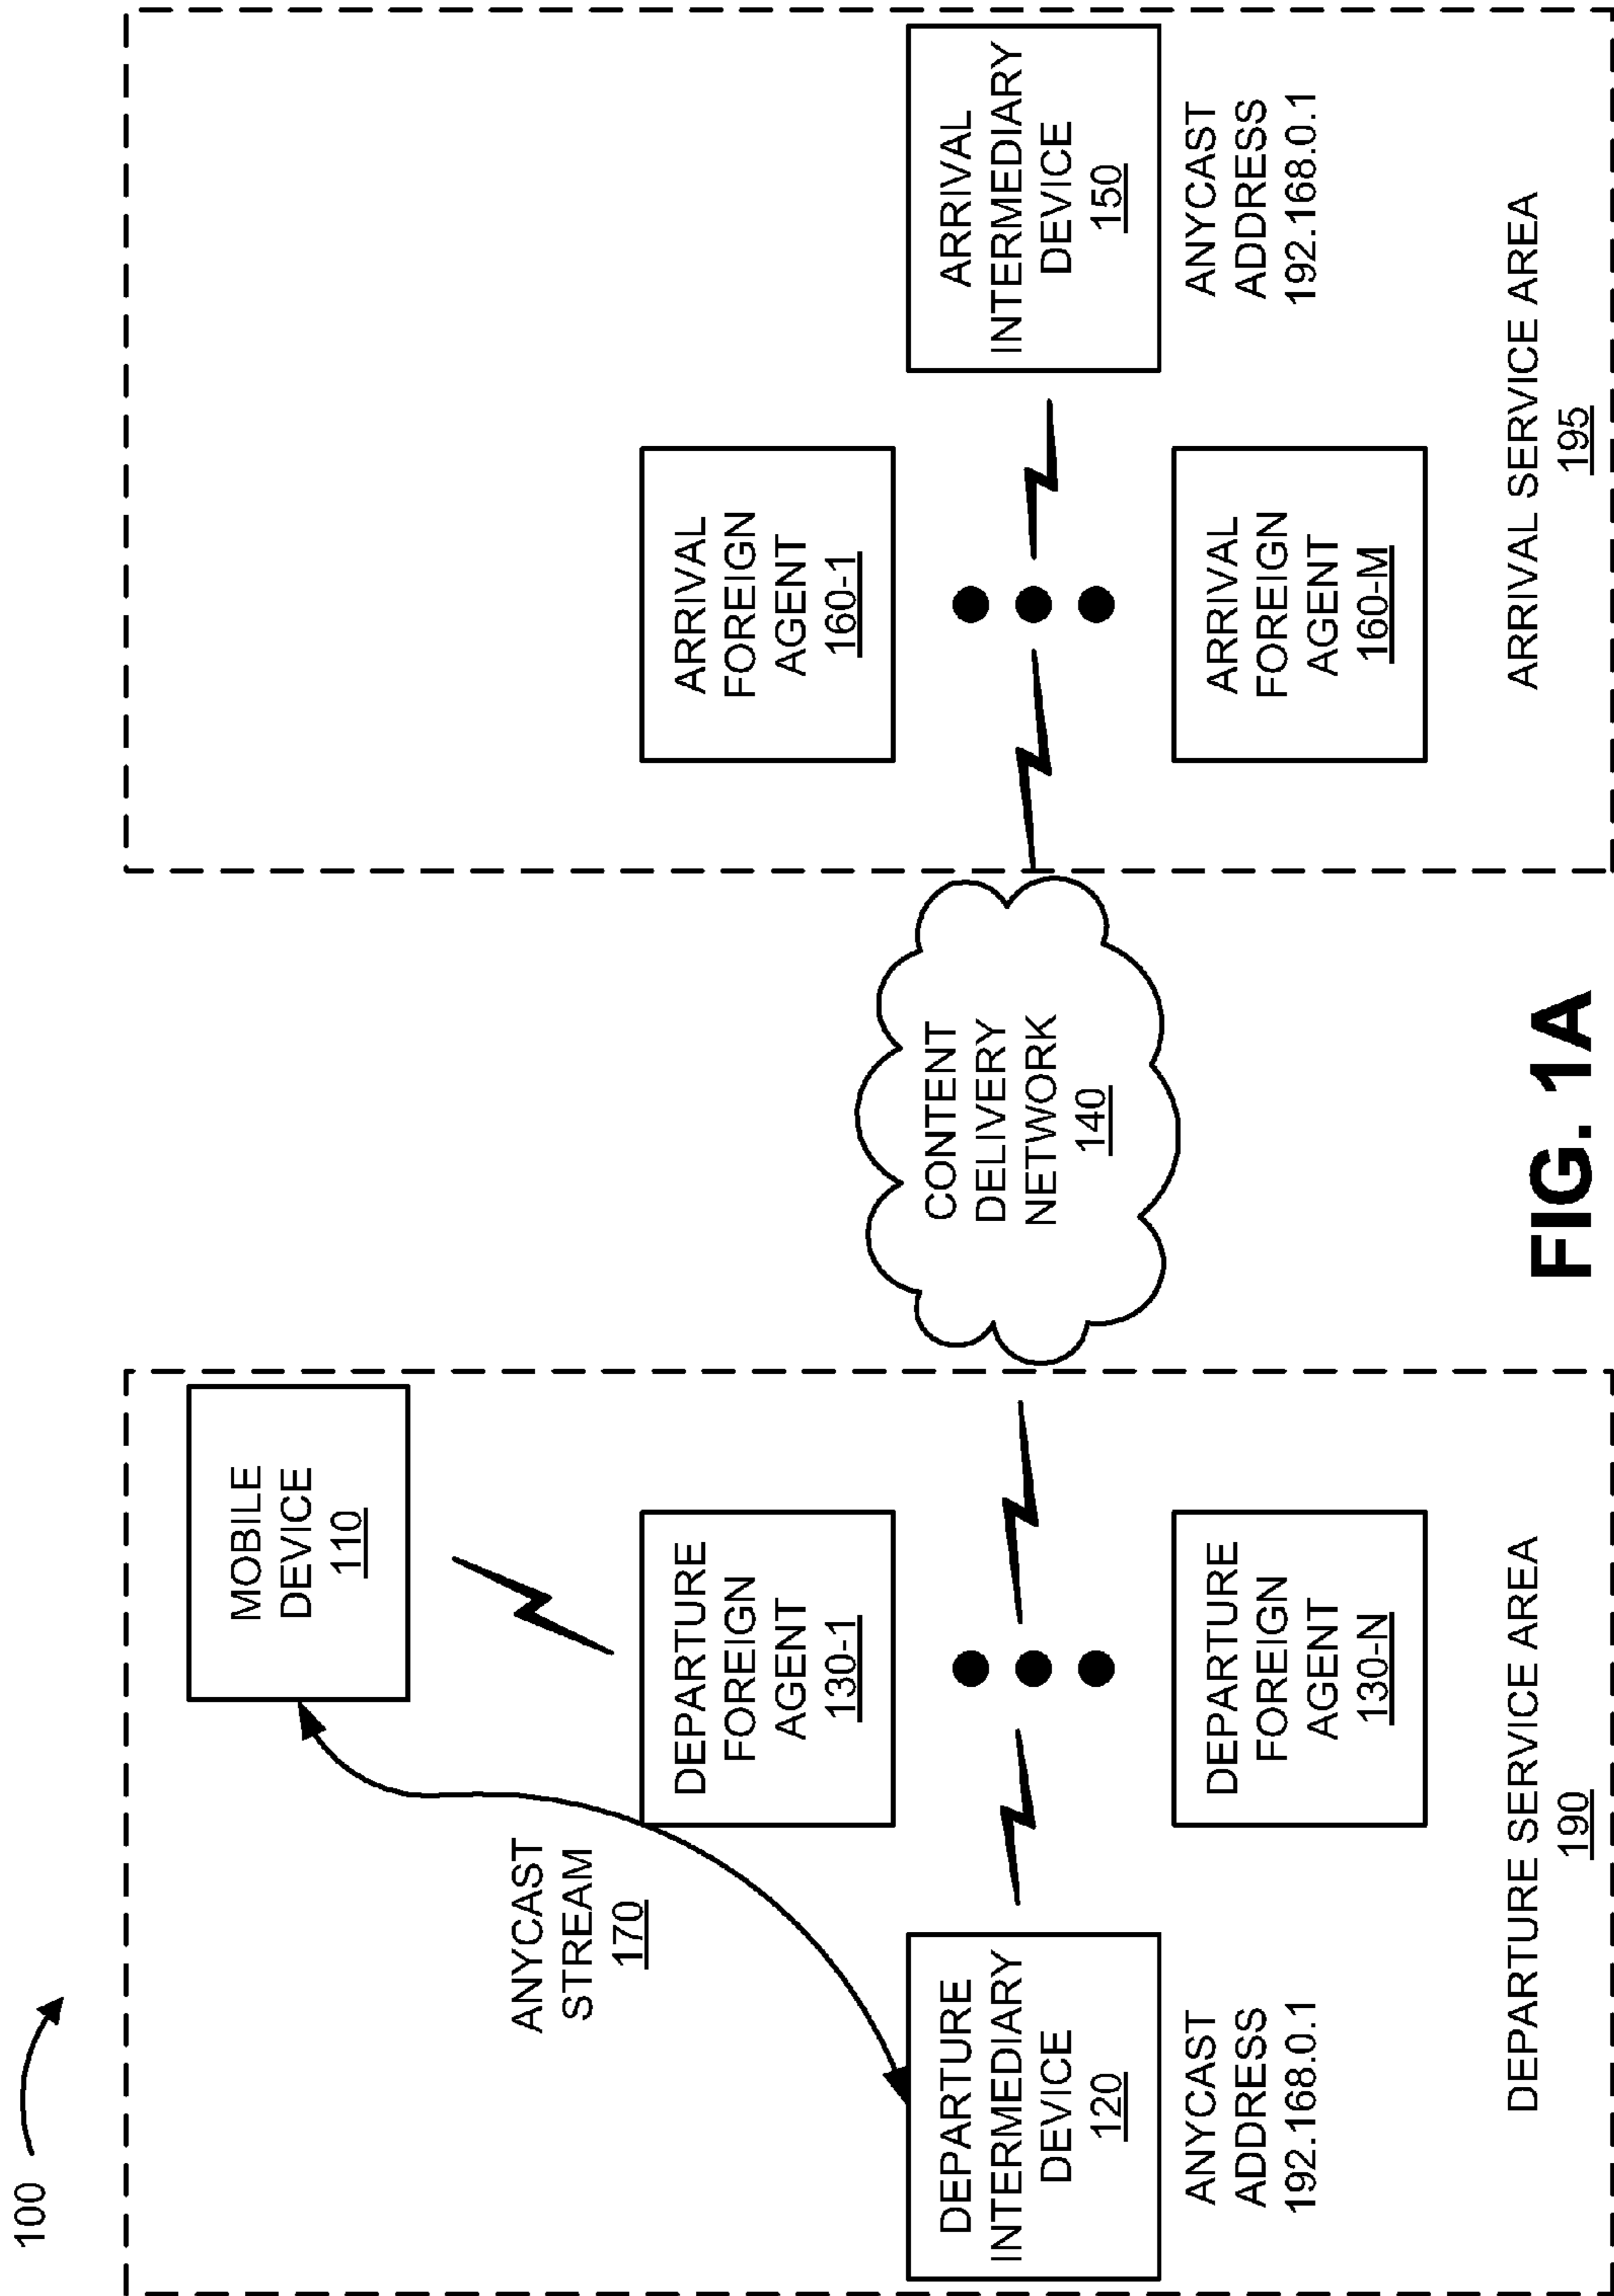 100
MOBILE
DEVICE
110
ANYCAST
STREAM
170
DEPARTURE
FOREIGN
AGENT
130-1
DEPARTURE
INTERMEDIARY
DEVICE
120
ANYCAST
ADDRESS
192.168.0.1
DEPARTURE
FOREIGN
AGENT
130-N
DEPARTURE SERVICE AREA
190
CONTENT
DELIVERY
NETWORK
140
ARRIVAL
FOREIGN
AGENT
160-1
ARRIVAL
INTERMEDIARY
DEVICE
150
ANYCAST
ADDRESS
192.168.0.1
ARRIVAL
FOREIGN
AGENT
160-M
ARRIVAL SERVICE AREA
195
FIG. 1A